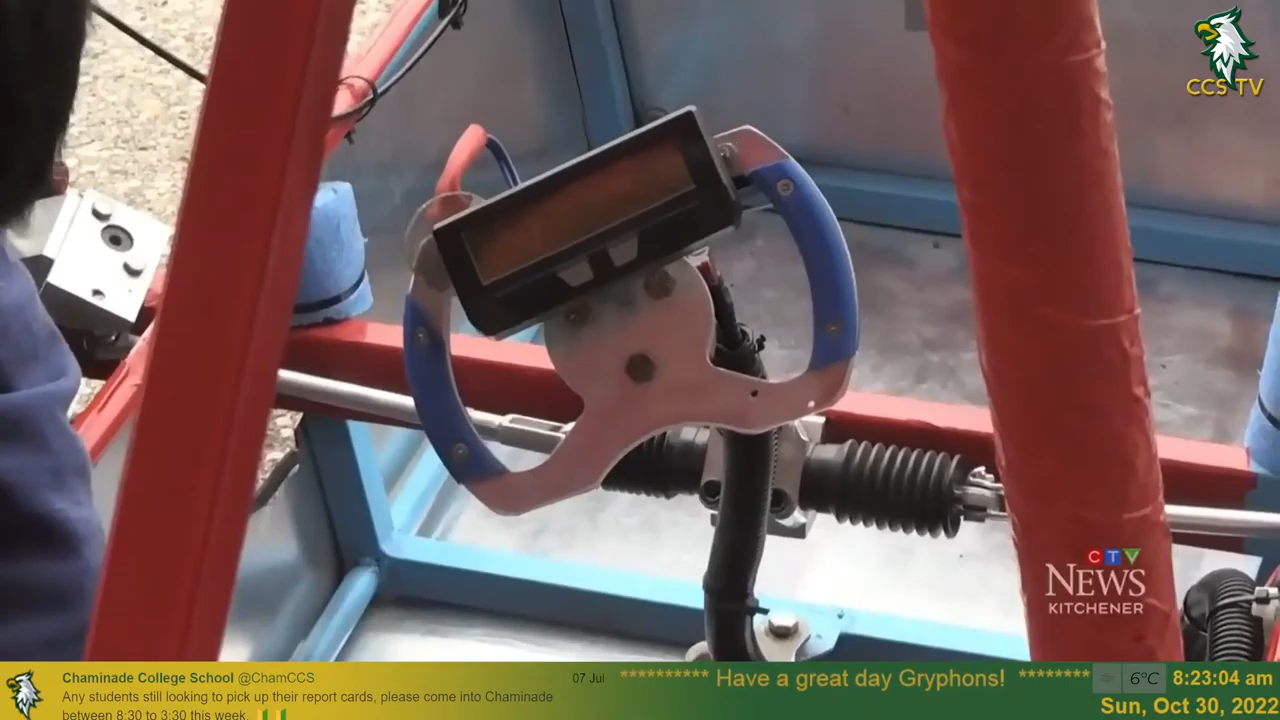 CCS TV
CTV
NEWS
KITCHENER
Chaminade College School @ChamCCS
07 Jul
Any students still looking to pick up their report cards, please come into Chaminade
between 8:30 to 3:30 this week.
********** Have a great day Gryphons! ********
6°C
8:23:04 am
Sun, Oct 30, 2022